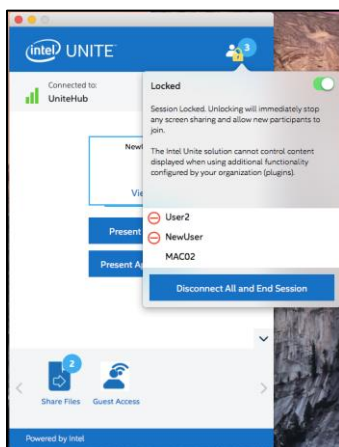 intel UNITE
3
Connected to:
UniteHub
Locked
Session Locked. Unlocking will immediately stop
any screen sharing and allow new participants to
join.
The Intel Unite solution cannot control content
displayed when using additional functionality
configured by your organization (plugins).
User2
NewUser
MAC02
Disconnect All and End Session
Present
Present
2
Share Files
Guest Access
Powered by Intel